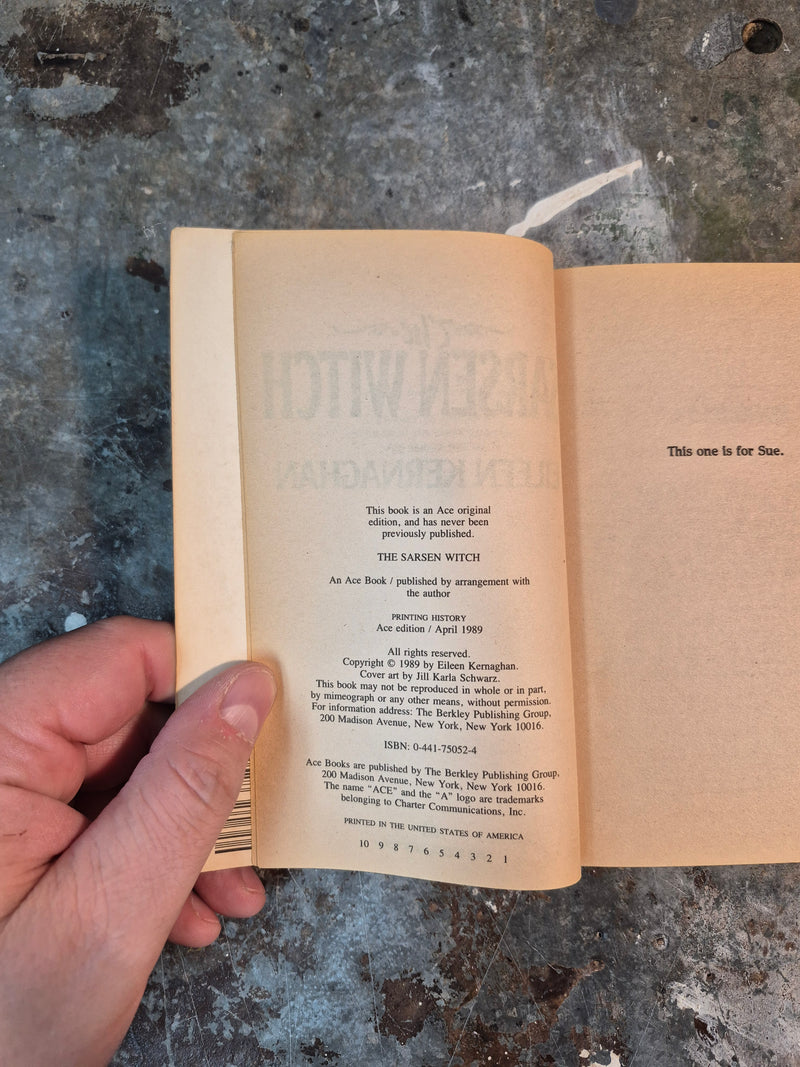 The
SARSEN WITCH
EILEEN KERNAGHAN
This book is an Ace original
edition, and has never been
previously published.
THE SARSEN WITCH
An Ace Book / published by arrangement with
the author
PRINTING HISTORY
Ace edition / April 1989
All rights reserved.
Copyright © 1989 by Eileen Kernaghan.
Cover art by Jill Karla Schwarz.
This book may not be reproduced in whole or in part,
by mimeograph or any other means, without permission.
For information address: The Berkley Publishing Group,
200 Madison Avenue, New York, New York 10016.
ISBN: 0-441-75052-4
Ace Books are published by The Berkley Publishing Group,
200 Madison Avenue, New York, New York 10016.
The name "ACE" and the "A" logo are trademarks
belonging to Charter Communications, Inc.
PRINTED IN THE UNITED STATES OF AMERICA
10 9 8 7 6 5 4 3 2 1
This one is for Sue.